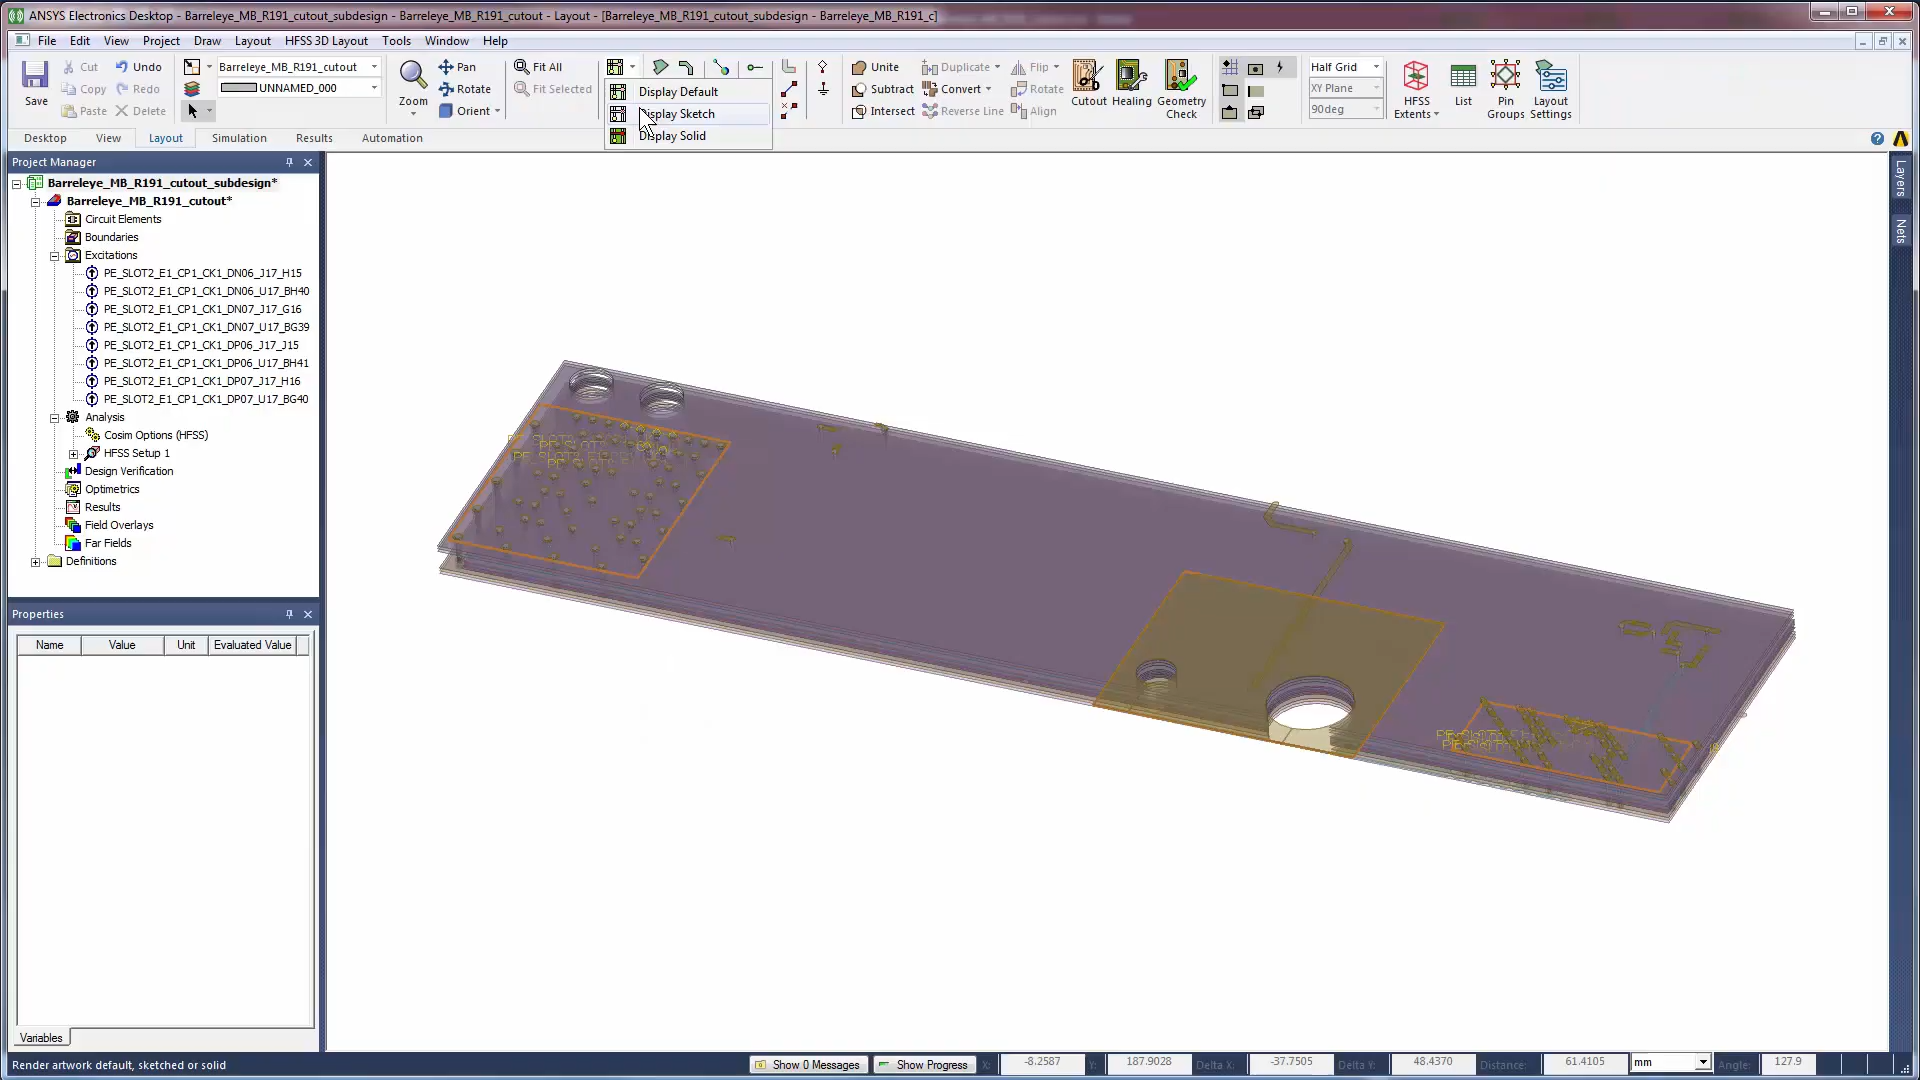 ANSYS Electronics Desktop - Barreleye_MB_R191_cutout_subdesign - Barreleye_MB_R191_cutout - Layout - [Barreleye_MB_R191_cutout_subdesign - Barreleye_MB_R191_c]
File Edit View Project Draw Layout HFSS 3D Layout Tools Window Help
Cut Undo Barreleye_MB_R191_cutout Pan Fit All Unite Duplicate Flip Half Grid
Save Copy Redo UNNAMED_000 Zoom Rotate Fit Selected Display Default Subtract Convert Rotate Cutout Healing Geometry Check XY Plane HFSS Extents List Pin Groups Layout Settings
Paste Delete Orient Display Sketch Intersect Reverse Line Align 90deg
Display Solid
Desktop View Layout Simulation Results Automation
Project Manager
Layers
Nets
Barreleye_MB_R191_cutout_subdesign*
Barreleye_MB_R191_cutout*
Circuit Elements
Boundaries
Excitations
PE_SLOT2_E1_CP1_CK1_DN06_J17_H15
PE_SLOT2_E1_CP1_CK1_DN06_U17_BH40
PE_SLOT2_E1_CP1_CK1_DN07_J17_G16
PE_SLOT2_E1_CP1_CK1_DN07_U17_BG39
PE_SLOT2_E1_CP1_CK1_DP06_J17_J15
PE_SLOT2_E1_CP1_CK1_DP06_U17_BH41
PE_SLOT2_E1_CP1_CK1_DP07_J17_H16
PE_SLOT2_E1_CP1_CK1_DP07_U17_BG40
Analysis
Cosim Options (HFSS)
HFSS Setup 1
Design Verification
Optimetrics
Results
Field Overlays
Far Fields
Definitions
Properties
Name Value Unit Evaluated Value
Variables
Render artwork default, sketched or solid
Show 0 Messages Show Progress X: -8.2587 Y: 187.9028 Delta X: -37.7505 Delta Y: 48.4370 Distance: 61.4105 mm Angle: 127.9